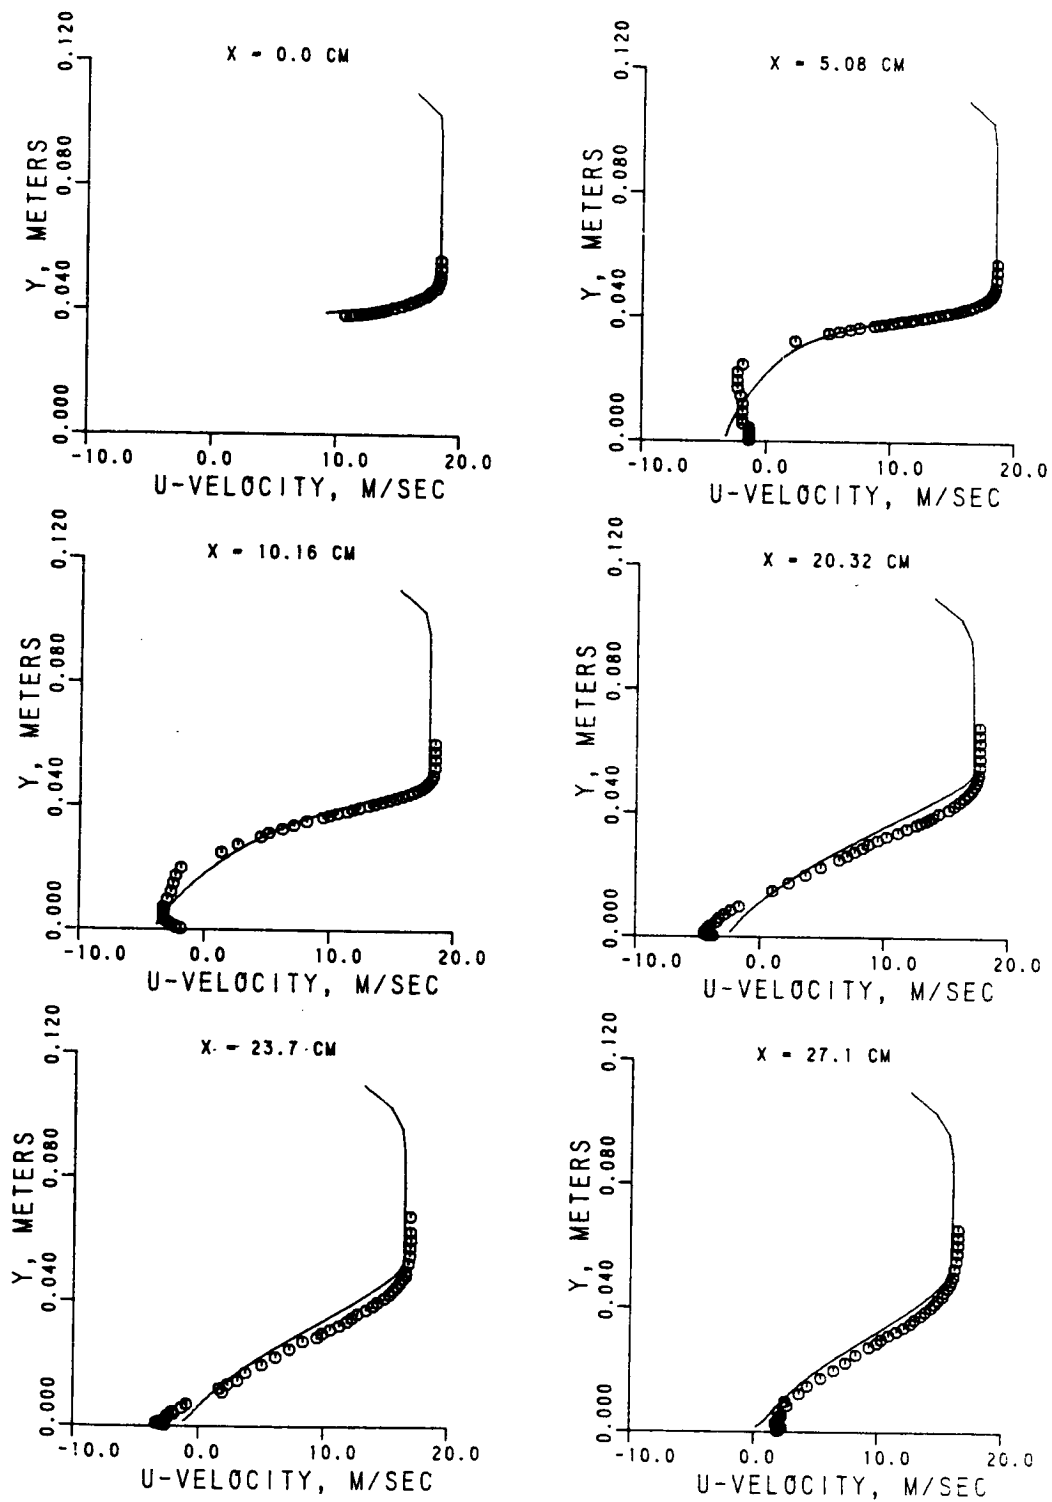 X = 0.0 CM
0.120
0.080
0.040
0.000
Y, METERS
-10.0 0.0 10.0 20.0
U-VELOCITY, M/SEC
X = 5.08 CM
0.120
0.080
0.040
0.000
Y, METERS
-10.0 0.0 10.0 20.0
U-VELOCITY, M/SEC
X = 10.16 CM
0.120
0.080
0.040
0.000
Y, METERS
-10.0 0.0 10.0 20.0
U-VELOCITY, M/SEC
X = 20.32 CM
0.120
0.080
0.040
0.000
Y, METERS
-10.0 0.0 10.0 20.0
U-VELOCITY, M/SEC
X = 23.7 CM
0.120
0.080
0.040
0.000
Y, METERS
-10.0 0.0 10.0 20.0
U-VELOCITY, M/SEC
X = 27.1 CM
0.120
0.080
0.040
0.000
Y, METERS
-10.0 0.0 10.0 20.0
U-VELOCITY, M/SEC